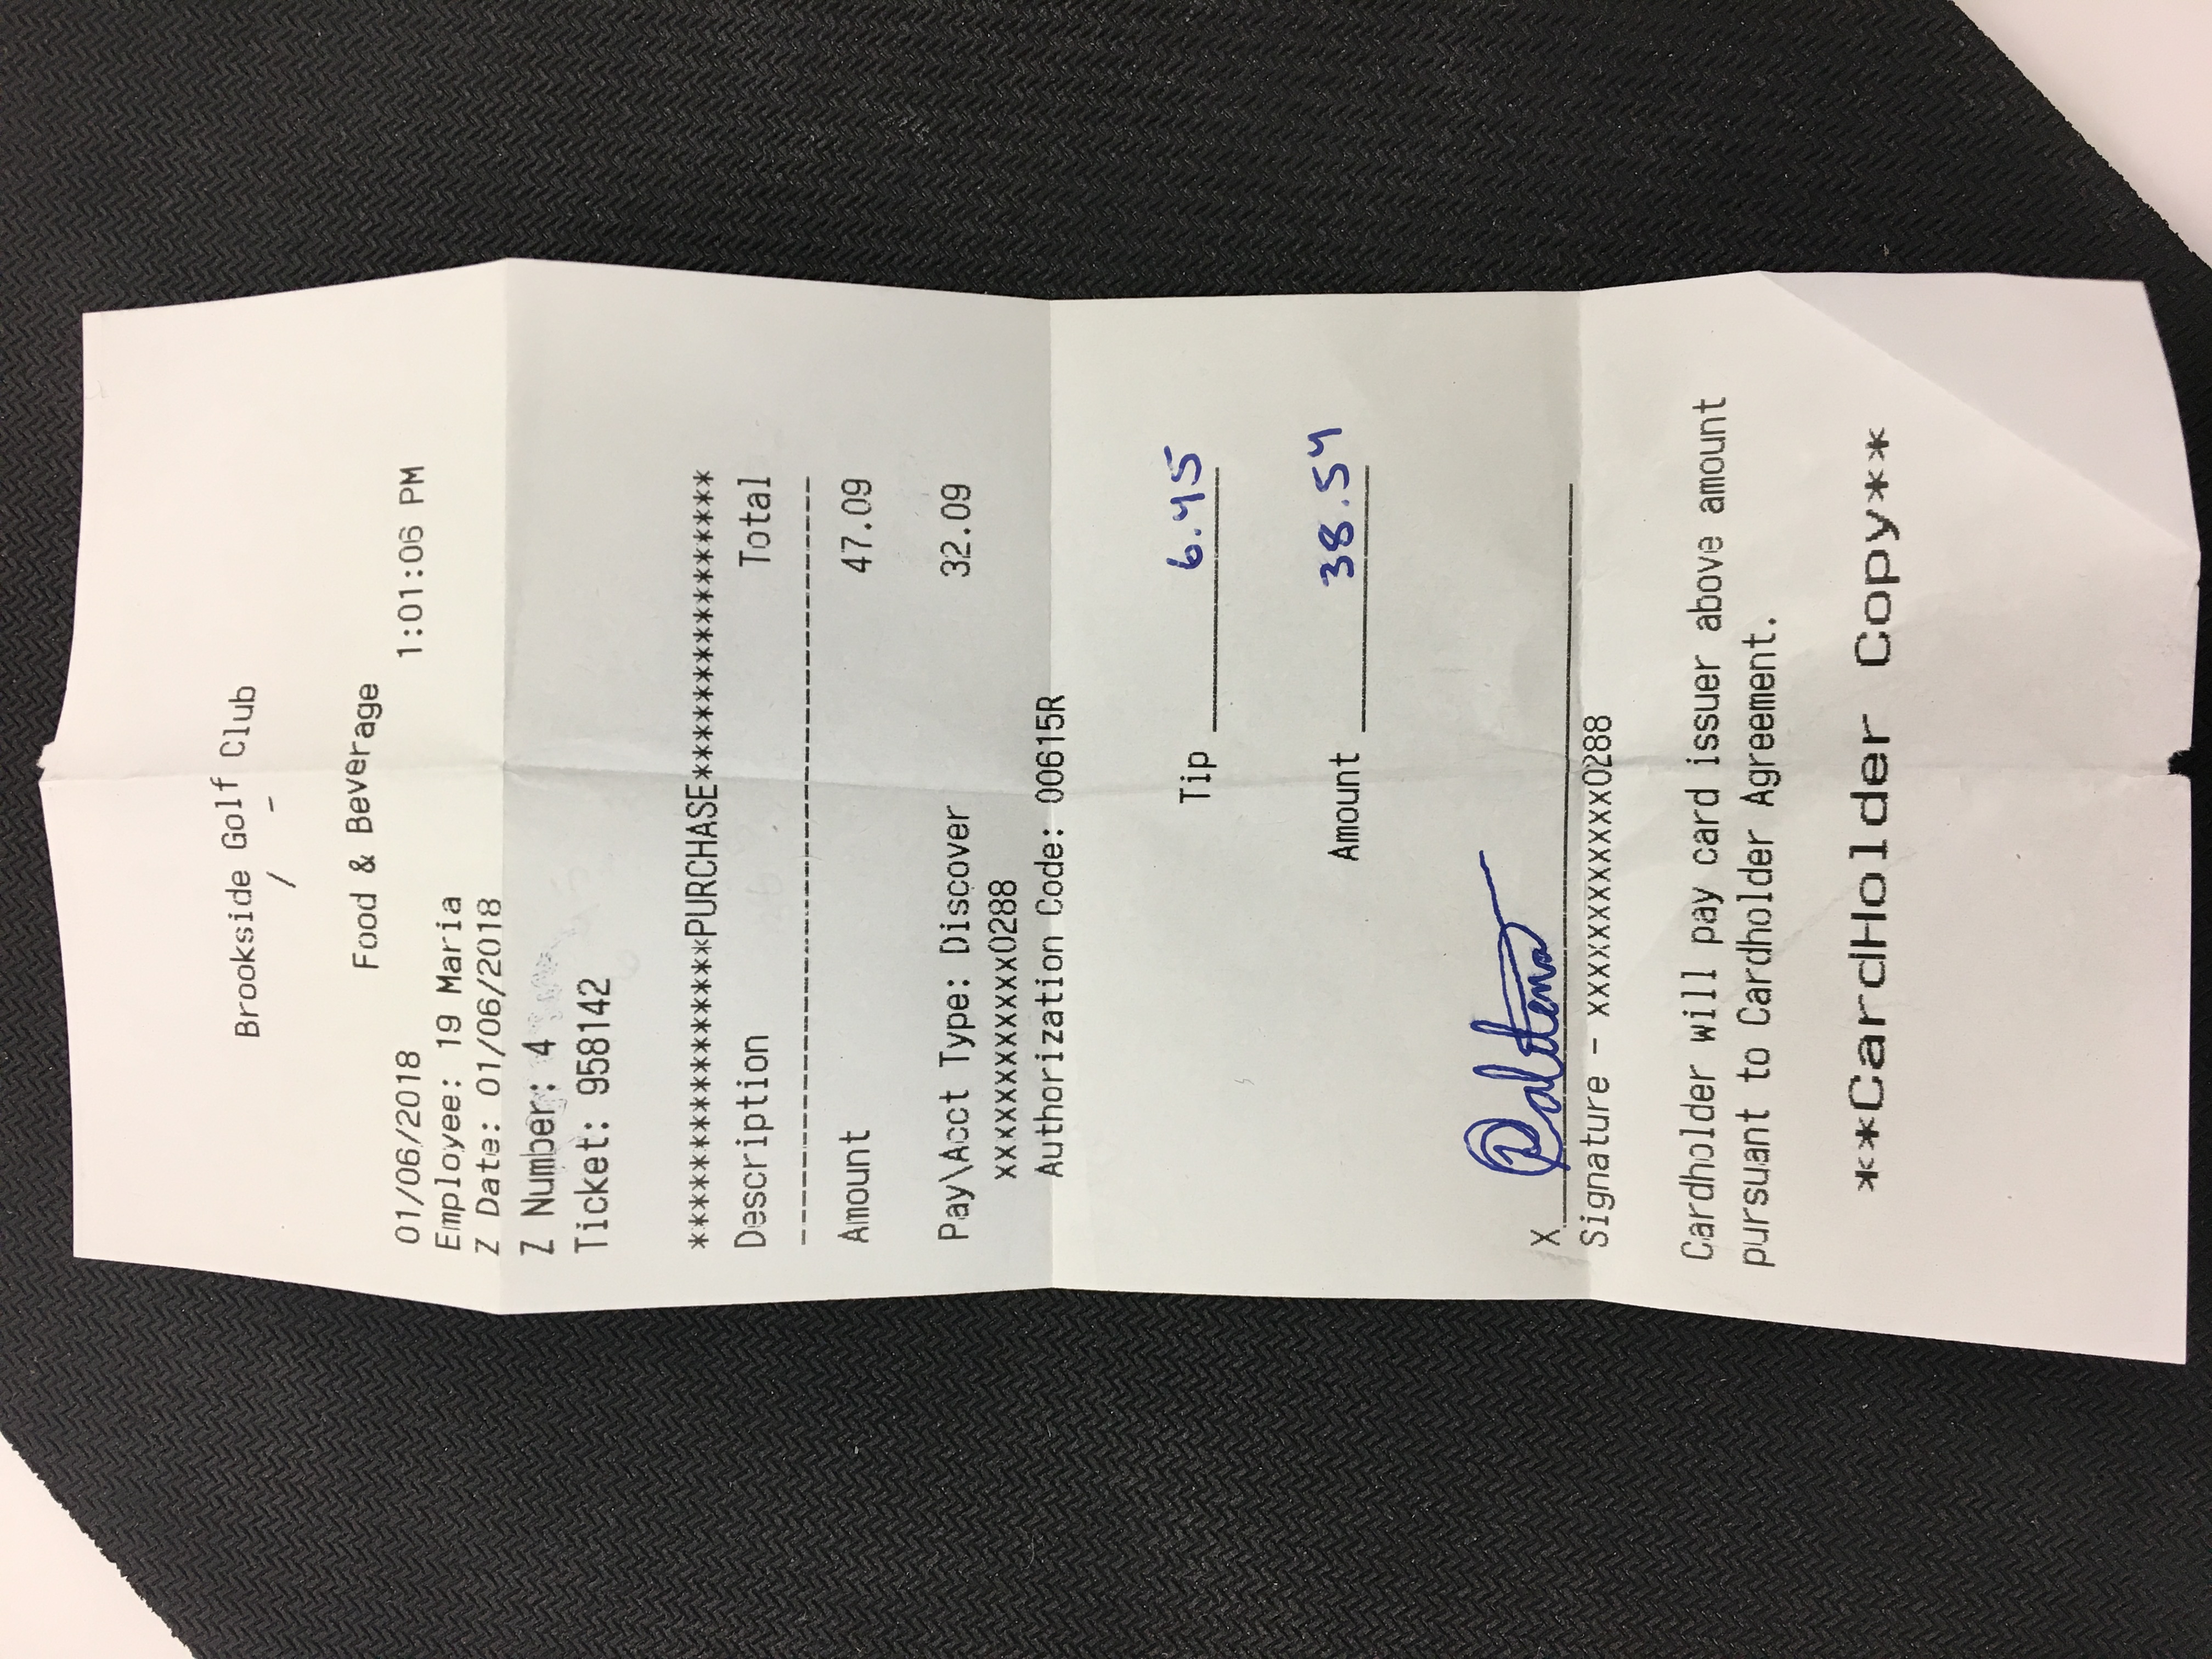 Brookside Golf Club
/ -
Food & Beverage
01/06/2018 1:01:06 PM
Employee: 19 Maria
Z Date: 01/06/2018
Z Number: 4
Ticket: 958142
****************PURCHASE****************
Description Total
----------------------------------------
Amount 47.09
Pay\Acct Type: Discover 32.09
xxxxxxxxxxxx0288
Authorization Code: 00615R
Tip 6.45
Amount 38.54
X
Signature - xxxxxxxxxxxx0288
Cardholder will pay card issuer above amount
pursuant to Cardholder Agreement.
**CardHolder Copy**